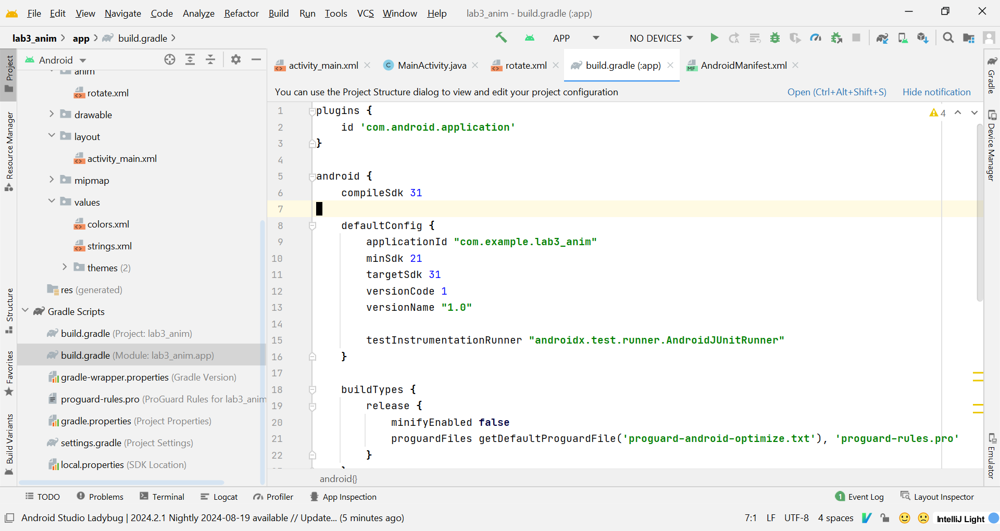 File Edit View Navigate Code Analyze Refactor Build Run Tools VCS Window Help lab3_anim - build.gradle (:app)
lab3_anim app build.gradle APP NO DEVICES
Project
Resource Manager
Structure
Favorites
Build Variants
Android
anim
rotate.xml
drawable
layout
activity_main.xml
mipmap
values
colors.xml
strings.xml
themes (2)
res (generated)
Gradle Scripts
build.gradle (Project: lab3_anim)
build.gradle (Module: lab3_anim.app)
gradle-wrapper.properties (Gradle Version)
proguard-rules.pro (ProGuard Rules for lab3_anim
gradle.properties (Project Properties)
settings.gradle (Project Settings)
local.properties (SDK Location)
activity_main.xml MainActivity.java rotate.xml build.gradle (:app) MF AndroidManifest.xml
You can use the Project Structure dialog to view and edit your project configuration Open (Ctrl+Alt+Shift+S) Hide notification
4
1 plugins {
2 id 'com.android.application'
3 }
4
5 android {
6 compileSdk 31
7
8 defaultConfig {
9 applicationId "com.example.lab3_anim"
10 minSdk 21
11 targetSdk 31
12 versionCode 1
13 versionName "1.0"
14
15 testInstrumentationRunner "androidx.test.runner.AndroidJUnitRunner"
16 }
17
18 buildTypes {
19 release {
20 minifyEnabled false
21 proguardFiles getDefaultProguardFile('proguard-android-optimize.txt'), 'proguard-rules.pro'
22 }
android{}
Gradle
Device Manager
Emulator
TODO Problems Terminal Logcat Profiler App Inspection 1 Event Log Layout Inspector
Android Studio Ladybug | 2024.2.1 Nightly 2024-08-19 available // Update... (5 minutes ago) 7:1 LF UTF-8 4 spaces IntelliJ Light